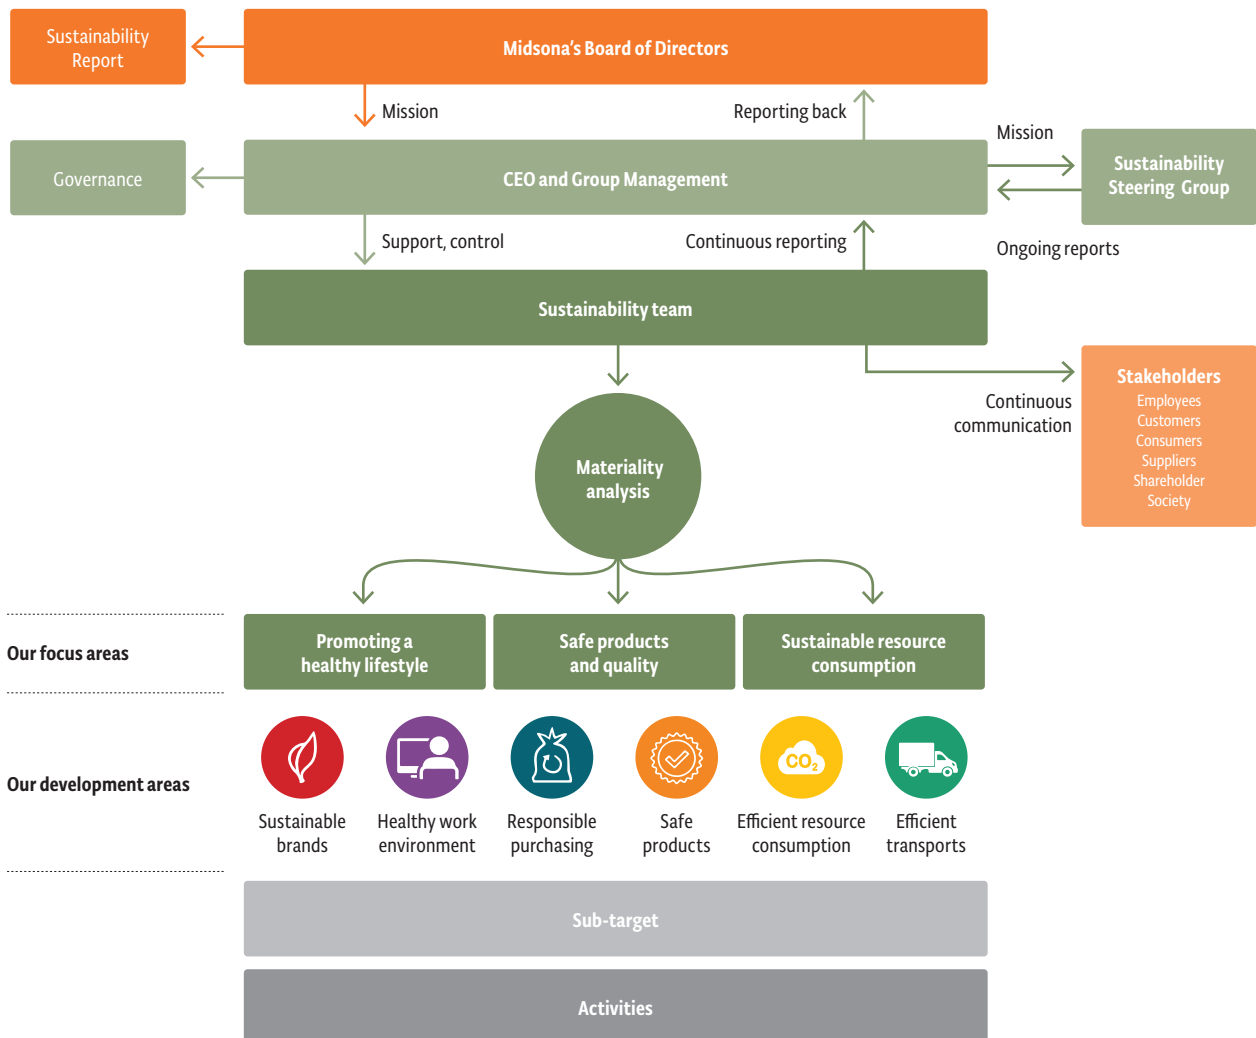 Sustainability
Report
Midsona's Board of Directors
Mission
Reporting back
Governance
CEO and Group Management
Mission
Sustainability
Steering Group
Support, control
Continuous reporting
Ongoing reports
Sustainability team
Stakeholders
Employees
Customers
Consumers
Suppliers
Shareholder
Society
Continuous
communication
Materiality
analysis
Our focus areas
Promoting a
healthy lifestyle
Safe products
and quality
Sustainable resource
consumption
Our development areas
CO2
Sustainable
brands
Healthy work
environment
Responsible
purchasing
Safe
products
Efficient resource
consumption
Efficient
transports
Sub-target
Activities